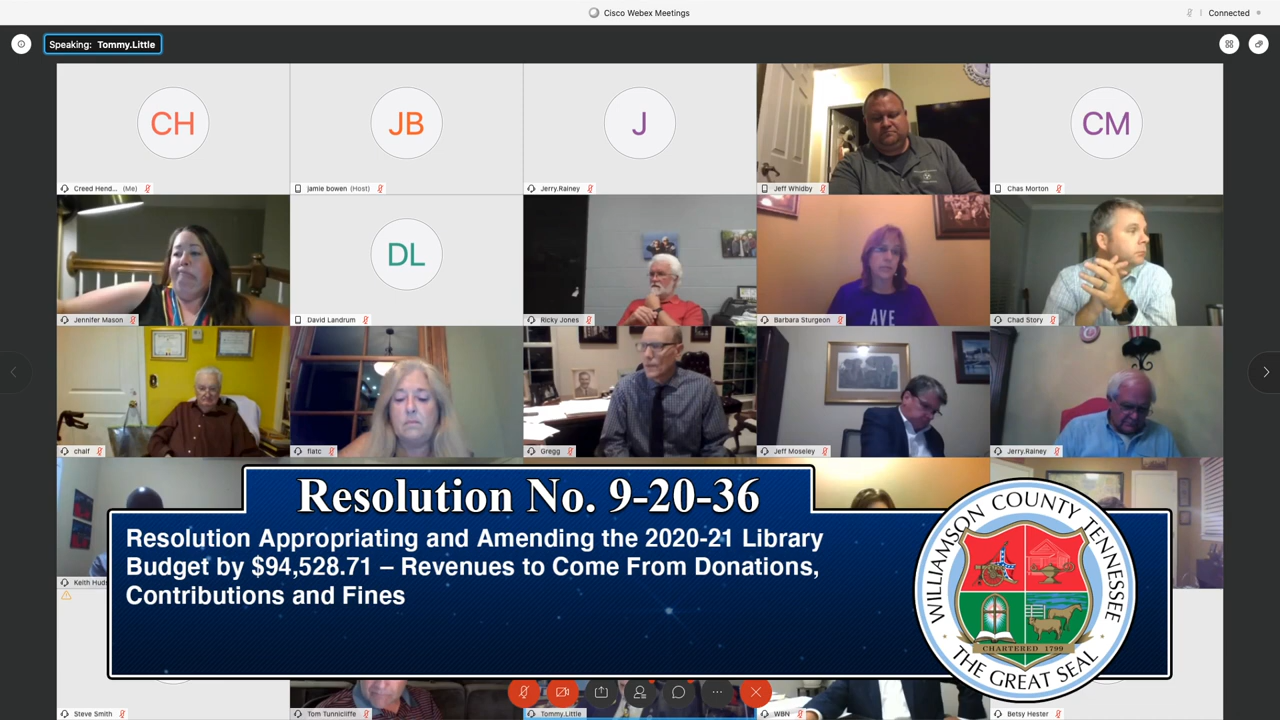 Cisco Webex Meetings
Connected
Speaking: Tommy.Little
CH
JB
J
CM
Creed Hend... (Me)
jamie bowen (Host)
Jerry.Rainey
Jeff Whidby
Chas Morton
DL
AVE
Jennifer Mason
David Landrum
Ricky Jones
Barbara Sturgeon
Chad Story
chalf
flatc
Gregg
Jeff Moseley
Jerry.Rainey
Resolution No. 9-20-36
Resolution Appropriating and Amending the 2020-21 Library
Budget by $94,528.71 – Revenues to Come From Donations,
Contributions and Fines
WILLIAMSON COUNTY TENNESSEE
CHARTERED 1799
THE GREAT SEAL
Keith Huds
Steve Smith
Tom Tunnicliffe
Tommy.Little
WBN
Betsy Hester